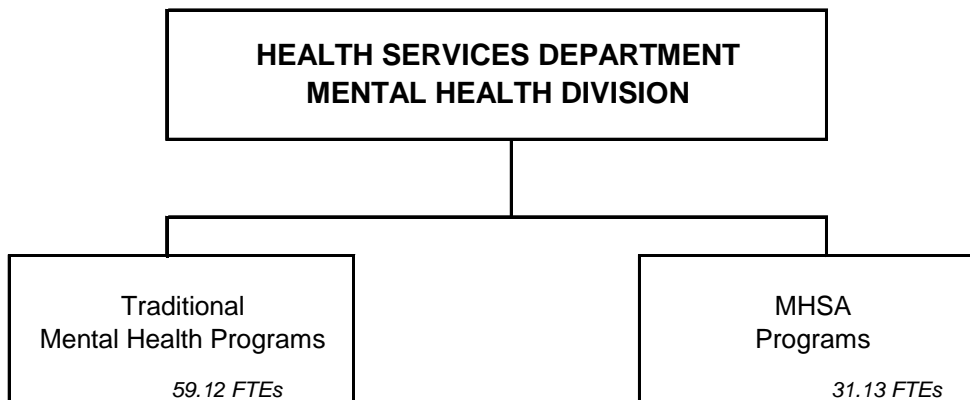 HEALTH SERVICES DEPARTMENT
MENTAL HEALTH DIVISION
Traditional
Mental Health Programs
59.12 FTEs
MHSA
Programs
31.13 FTEs